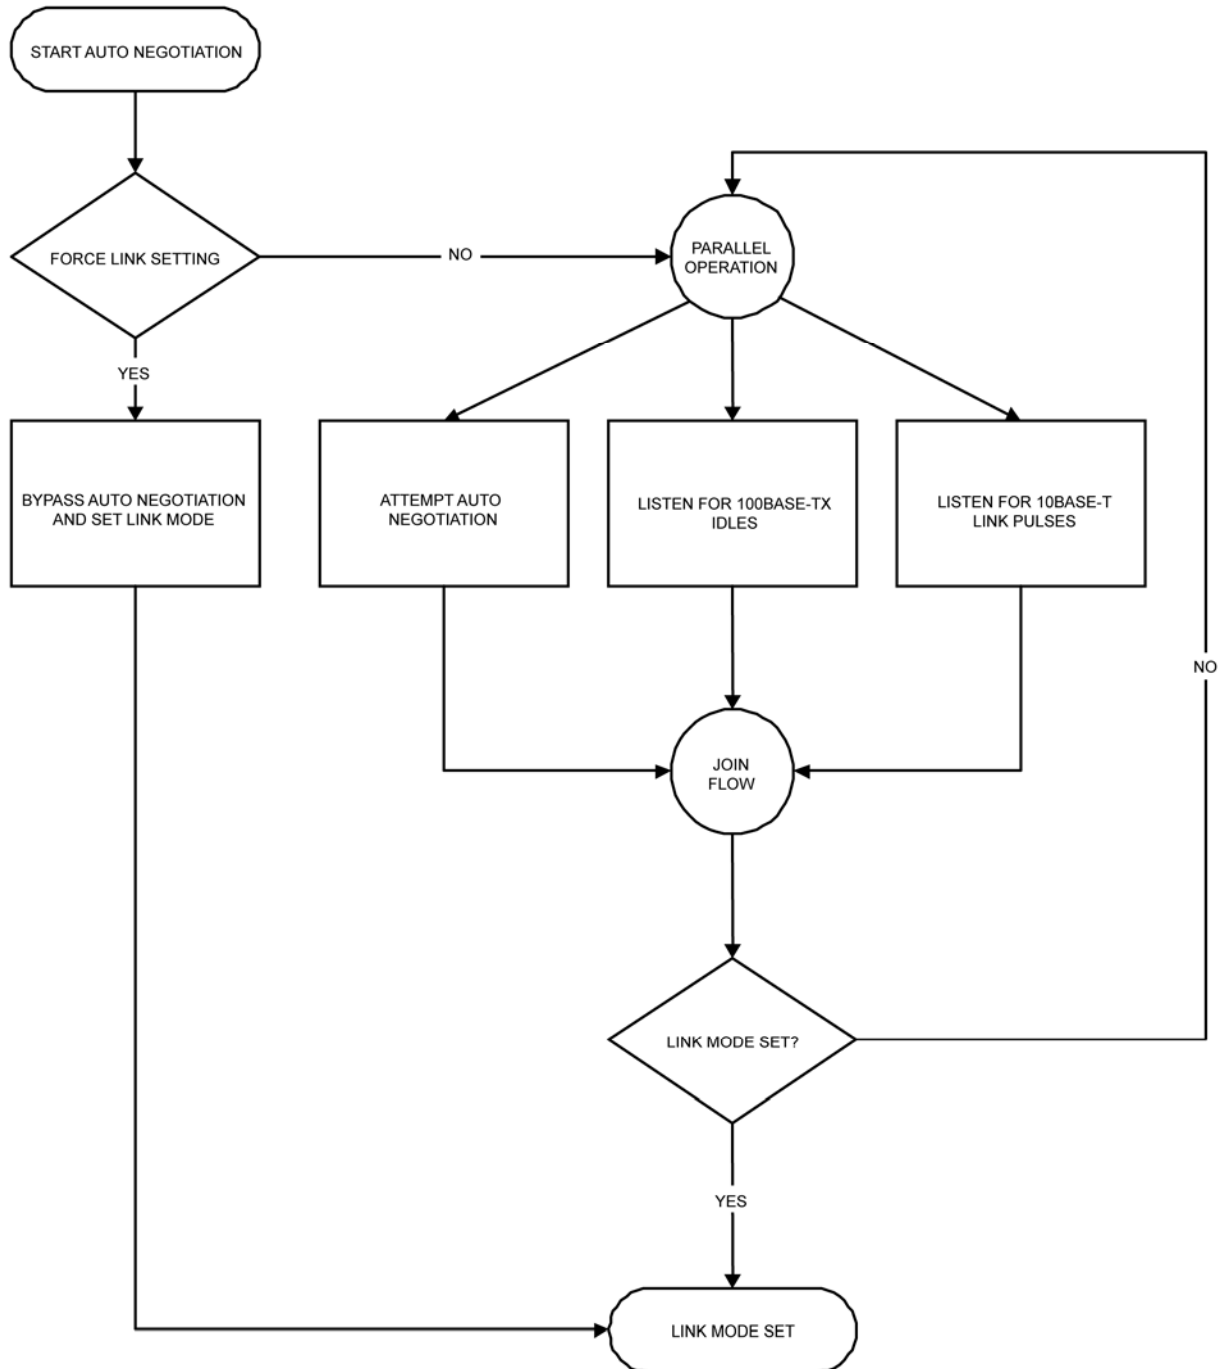 START AUTO NEGOTIATION
FORCE LINK SETTING
NO
PARALLEL
OPERATION
YES
BYPASS AUTO NEGOTIATION
AND SET LINK MODE
ATTEMPT AUTO
NEGOTIATION
LISTEN FOR 100BASE-TX
IDLES
LISTEN FOR 10BASE-T
LINK PULSES
NO
JOIN
FLOW
LINK MODE SET?
YES
LINK MODE SET